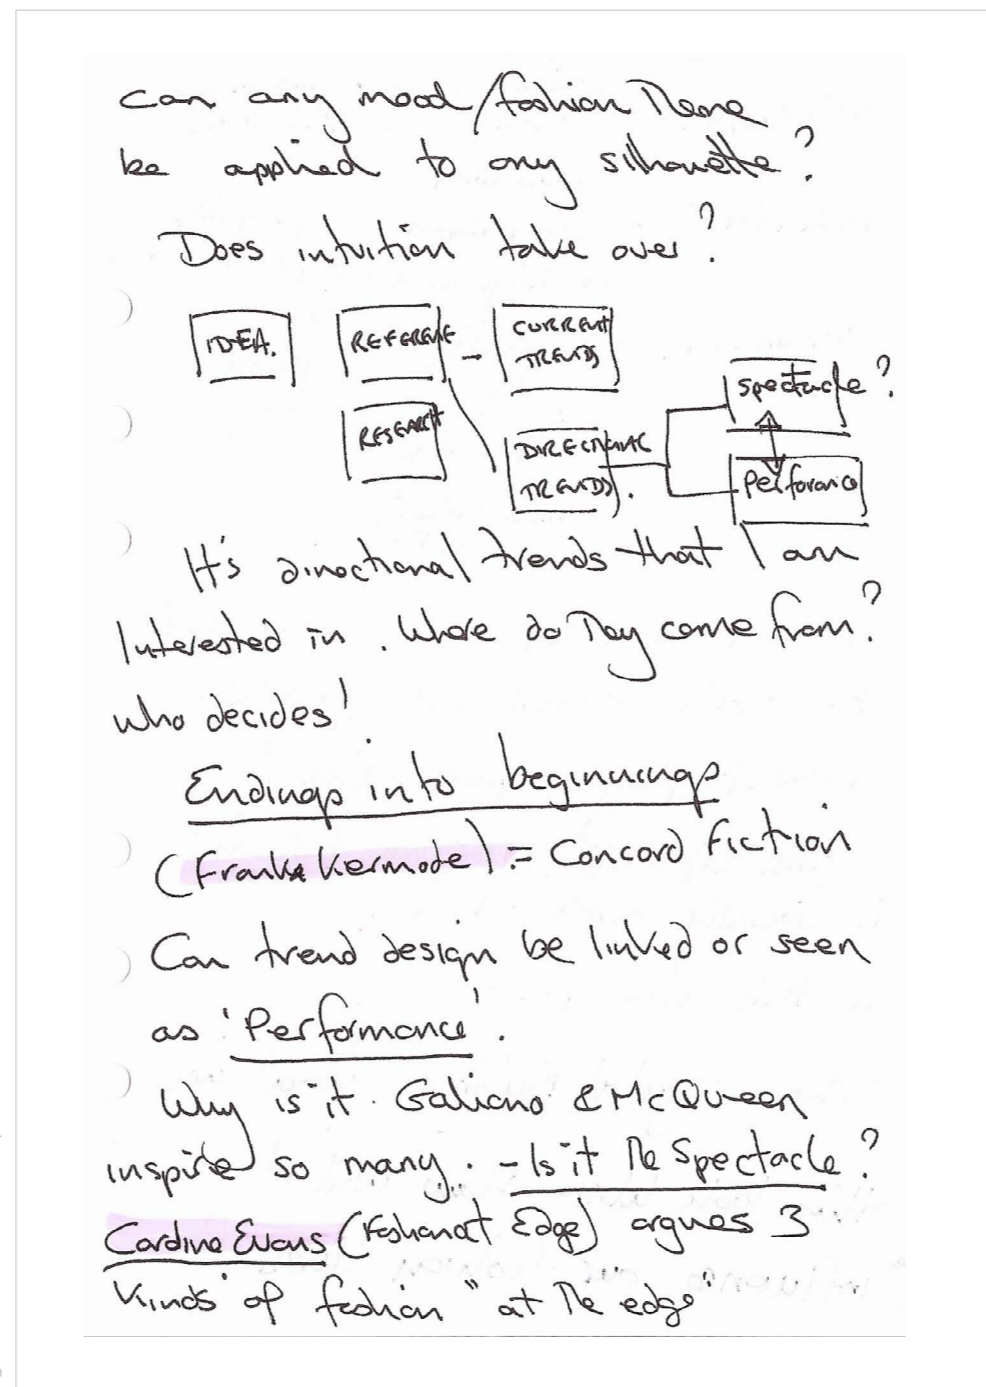 Can any mood/fashion Theme
be applied to any silhouette?
Does intuition take over?
IDEA.
REFERENCE
-
CURRENT
TRENDS
RESEARCH
DIRECTIONAL
TRENDS.
Spectacle?
Performance
It's directional trends that I am
Interested in. Where do They come from?
who decides!
Endings into beginnings
(Frank Kermode) = Concord Fiction
Can trend design be linked or seen
as 'Performance'.
Why is it. Galiano & McQueen
inspire so many. - Is it The Spectacle?
Caroline Evans (Fashion at Edge) argues 3
Kinds of fashion "at The edge"